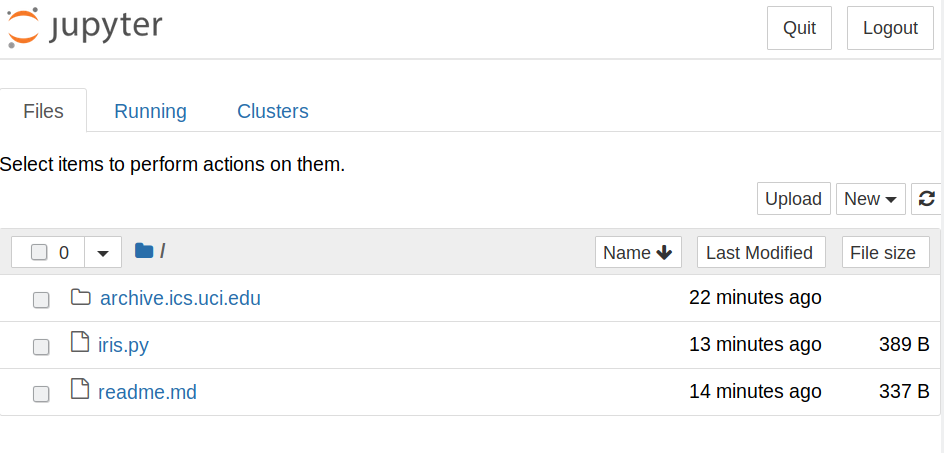 jupyter Quit Logout
Files Running Clusters
Select items to perform actions on them.
Upload New
0 / Name Last Modified File size
archive.ics.uci.edu 22 minutes ago
iris.py 13 minutes ago 389 B
readme.md 14 minutes ago 337 B